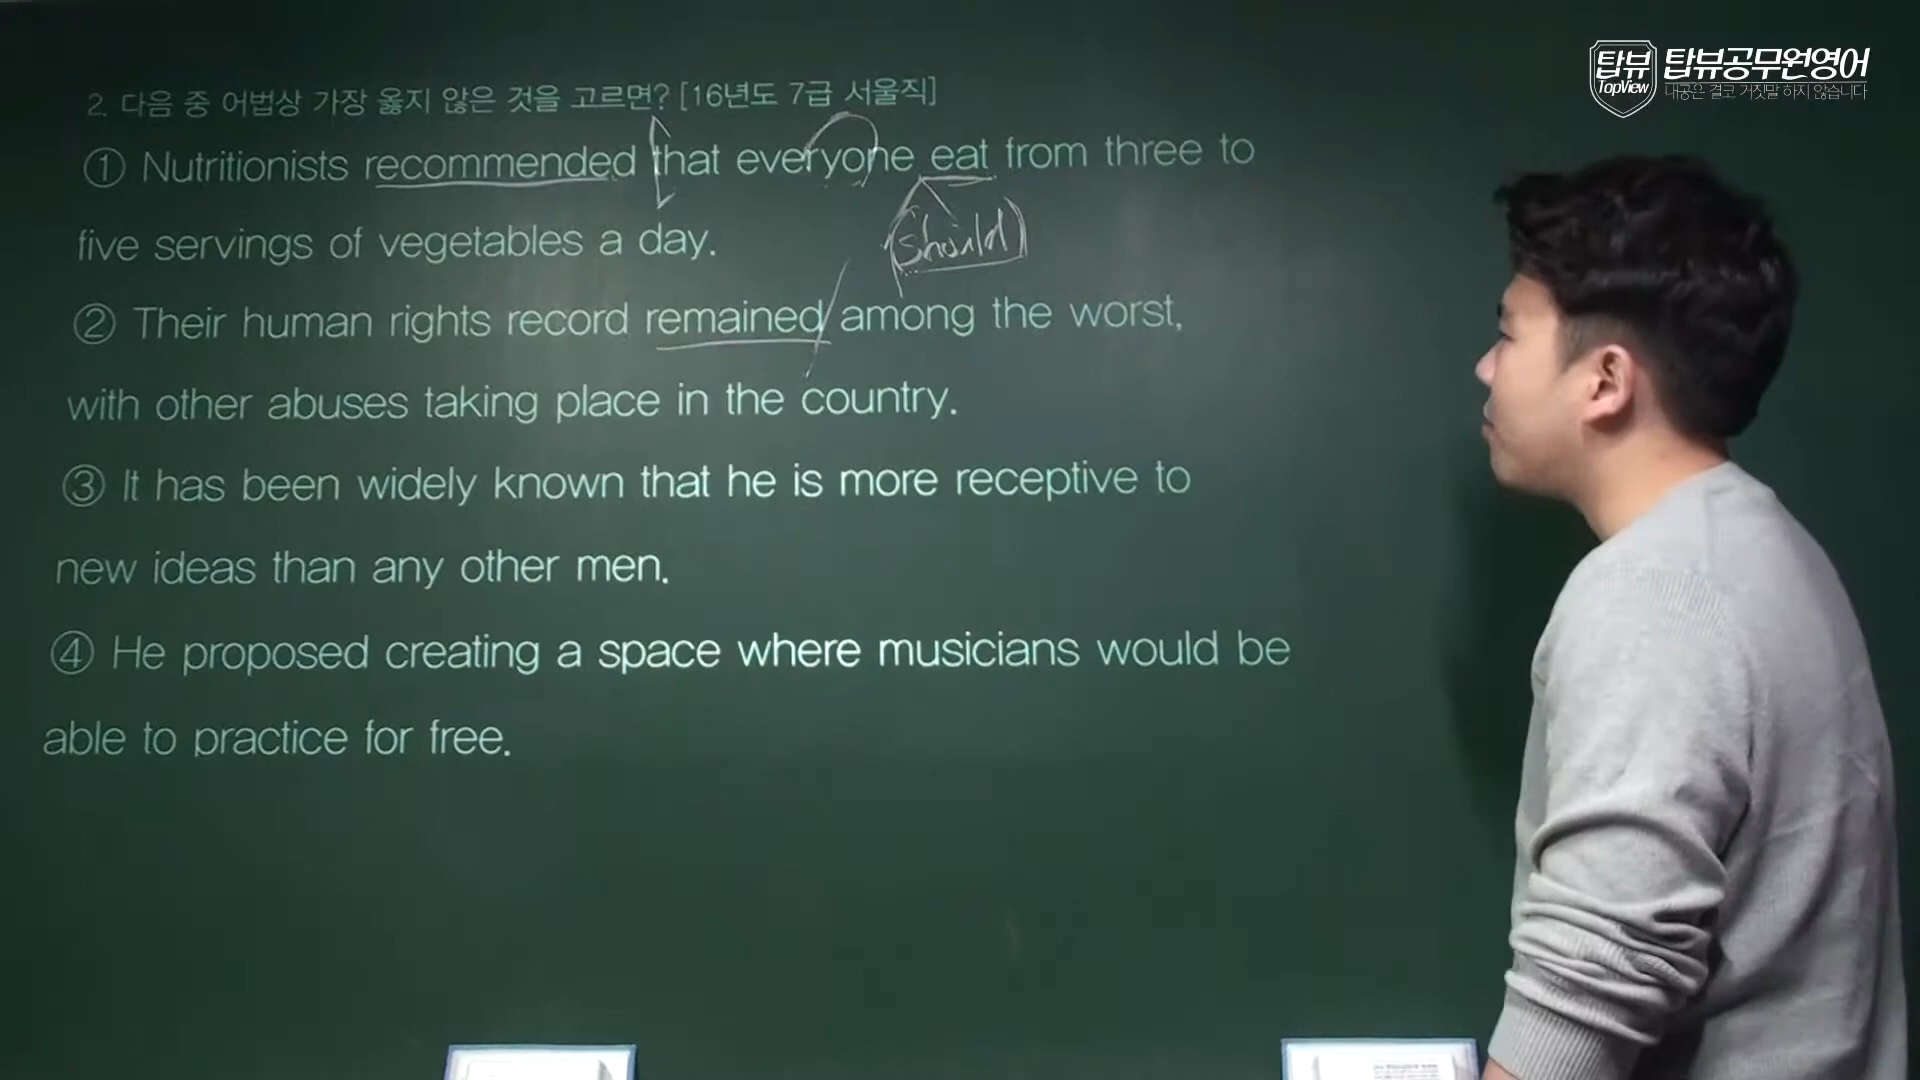 탑뷰
TopView
탑뷰공무원영어
내공은 결코 거짓말 하지 않습니다
2. 다음 중 어법상 가장 옳지 않은 것을 고르면? [16년도 7급 서울직]
① Nutritionists recommended that everyone eat from three to
(should)
five servings of vegetables a day.
② Their human rights record remained among the worst,
with other abuses taking place in the country.
③ It has been widely known that he is more receptive to
new ideas than any other men.
④ He proposed creating a space where musicians would be
able to practice for free.